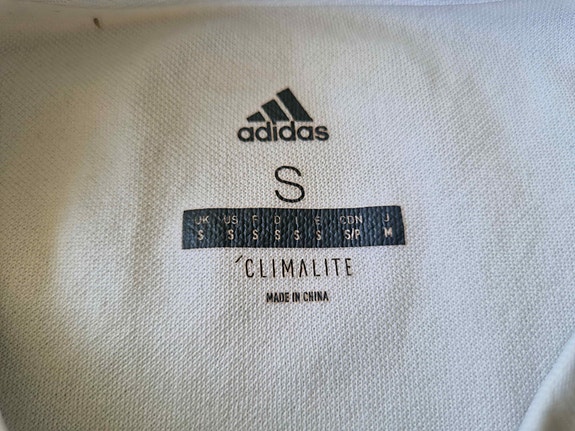 adidas
S
UK US F D I E CDN J
S S S S S S S/P M
´CLIMALITE
MADE IN CHINA